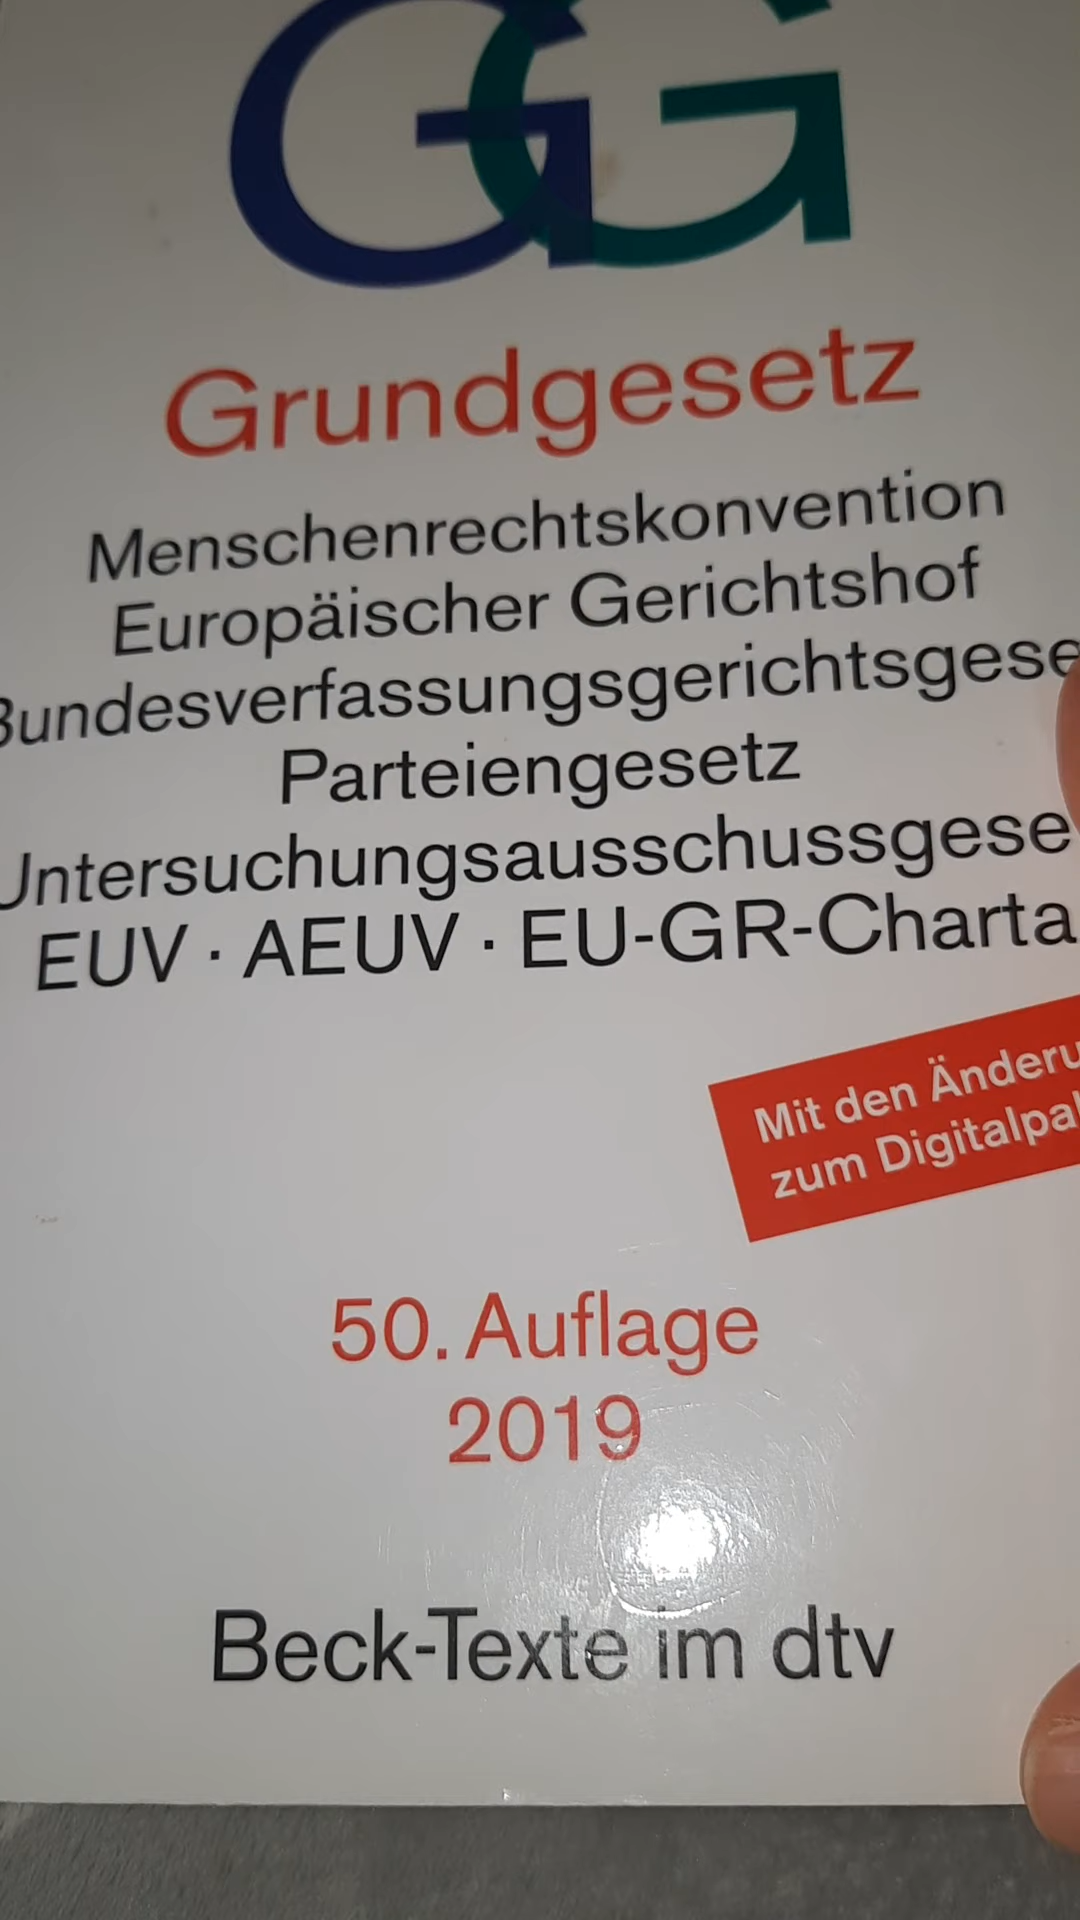 GG
Grundgesetz
Menschenrechtskonvention
Europäischer Gerichtshof
Parteiengesetz
EUV · AEUV · EU-GR-Charta
Mit den
zum
50. Auflage
2019
Beck-Texte im dtv